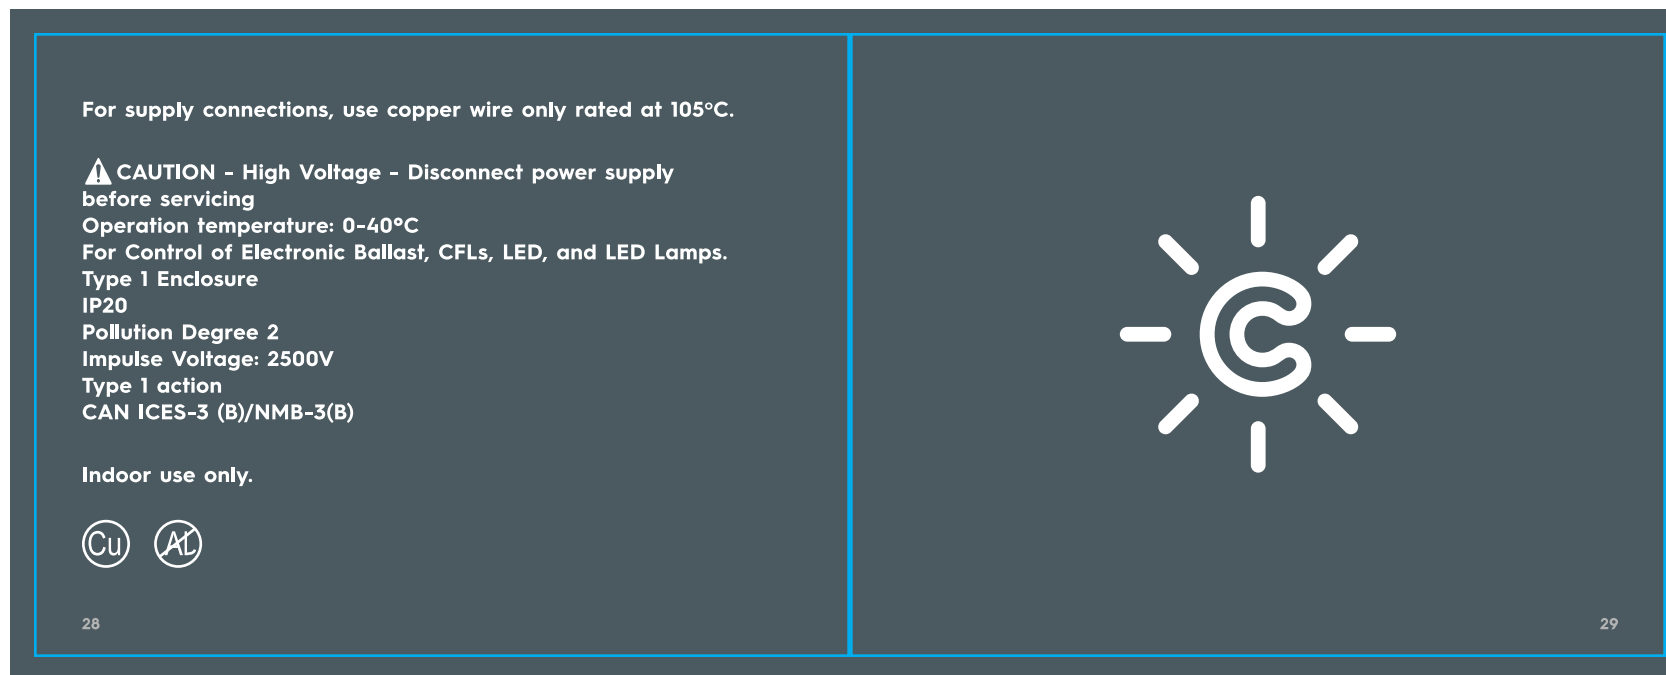 For supply connections, use copper wire only rated at 105°C.
CAUTION - High Voltage - Disconnect power supply
before servicing
Operation temperature: 0-40°C
For Control of Electronic Ballast, CFLs, LED, and LED Lamps.
Type 1 Enclosure
IP20
Pollution Degree 2
Impulse Voltage: 2500V
Type 1 action
CAN ICES-3 (B)/NMB-3(B)
Indoor use only.
Cu AL
28
C
29